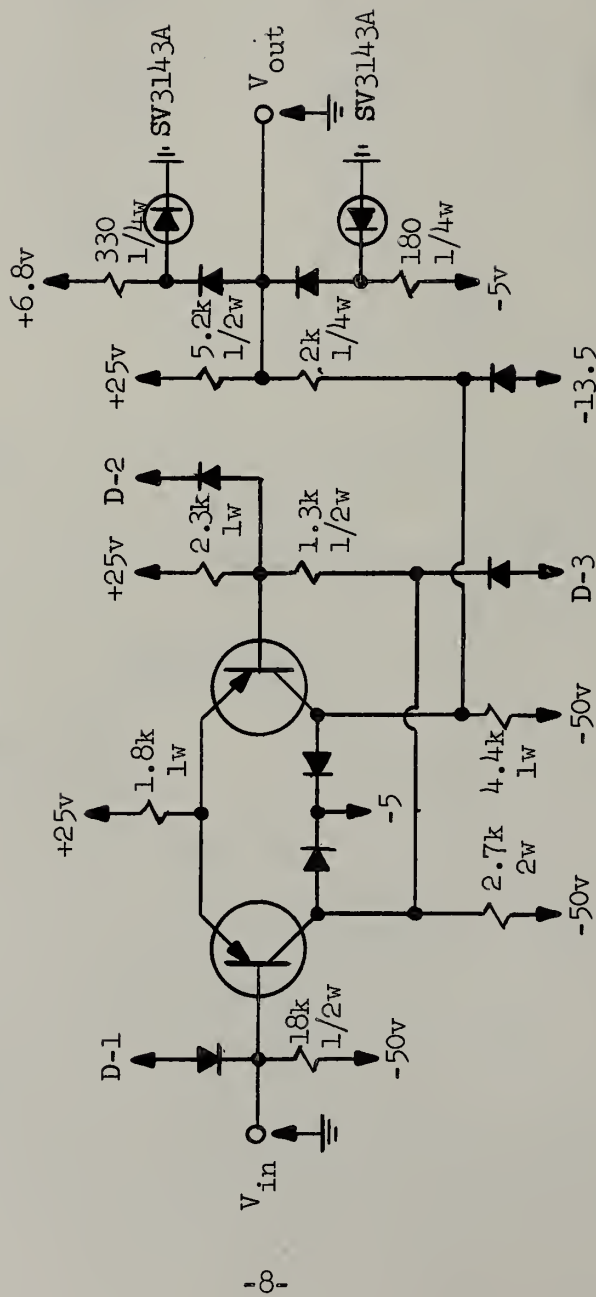 +25v
1.8k
1w
D-1
V_in
18k
1/2w
-50v
-5
2.7k
2w
-50v
4.4k
1w
-50v
+25v
2.3k
1w
D-2
1.3k
1/2w
D-3
+25v
5.2k
1/2w
2k
1/4w
-13.5
+6.8v
330
1/4w
SV3143A
V_out
SV3143A
180
1/4w
-5v
-8-